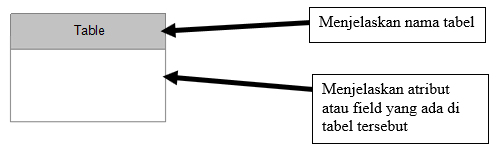 Table
Menjelaskan nama tabel
Menjelaskan atribut
atau field yang ada di
tabel tersebut